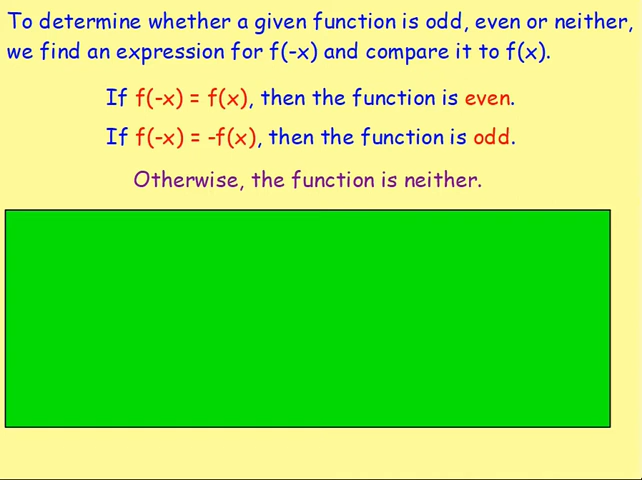 To determine whether a given function is odd, even or neither,
we find an expression for f(-x) and compare it to f(x).
If f(-x) = f(x), then the function is even.
If f(-x) = -f(x), then the function is odd.
Otherwise, the function is neither.